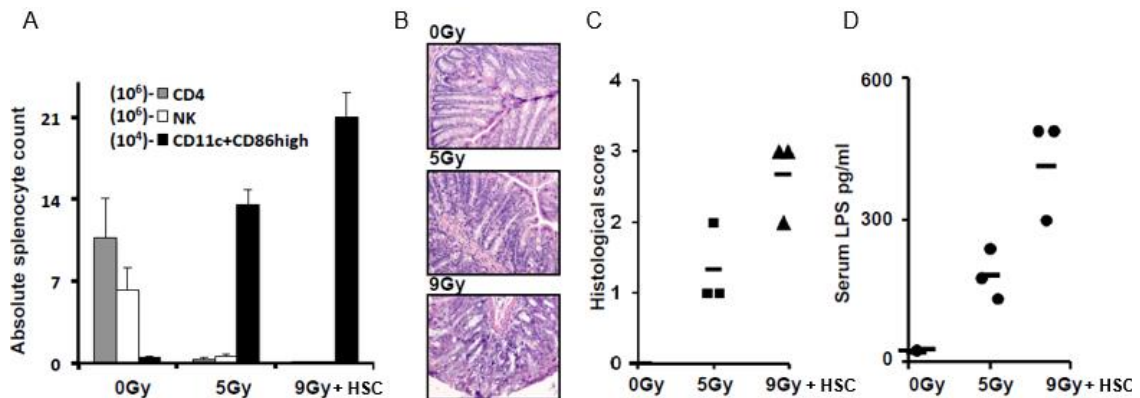 A
Absolute splenocyte count
21
14
7
0
(10⁶)- CD4
(10⁶)- NK
(10⁴)- CD11c+CD86high
0Gy
5Gy
9Gy + HSC
B
0Gy
5Gy
9Gy
C
Histological score
4
3
2
1
0
0Gy
5Gy
9Gy + HSC
D
Serum LPS pg/ml
600
300
0
0Gy
5Gy
9Gy + HSC